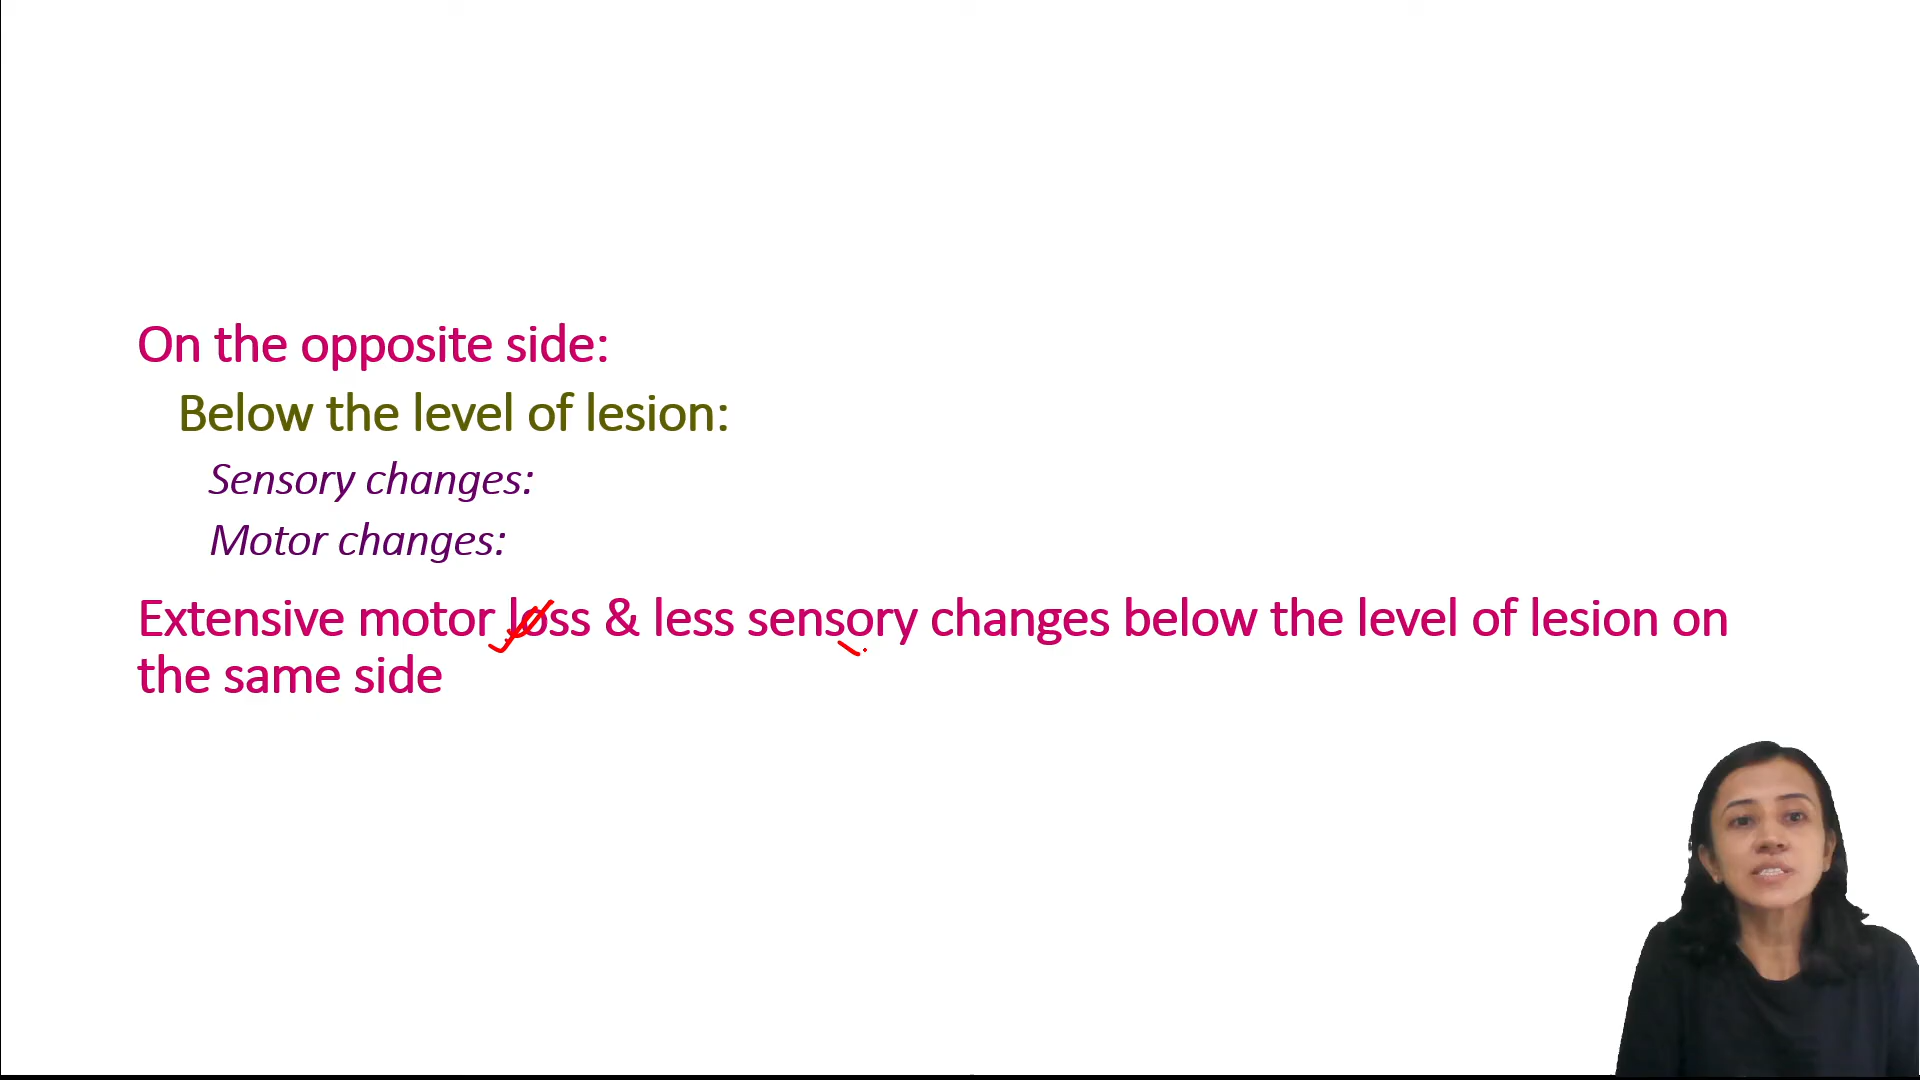 On the opposite side:
Below the level of lesion:
Sensory changes:
Motor changes:
Extensive motor loss & less sensory changes below the level of lesion on
the same side